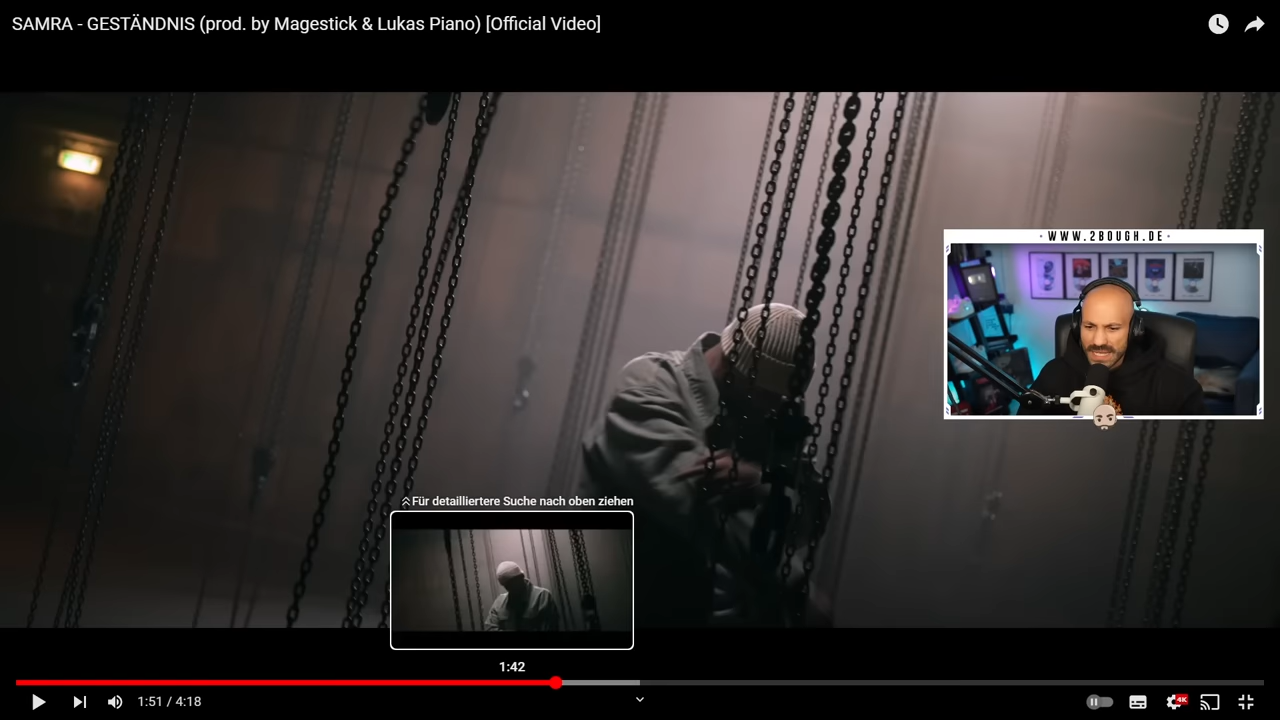 SAMRA - GESTÄNDNIS (prod. by Magestick & Lukas Piano) [Official Video]
· WWW.2BOUGH.DE ·
Für detailliertere Suche nach oben ziehen
1:42
1:51 / 4:18
4K